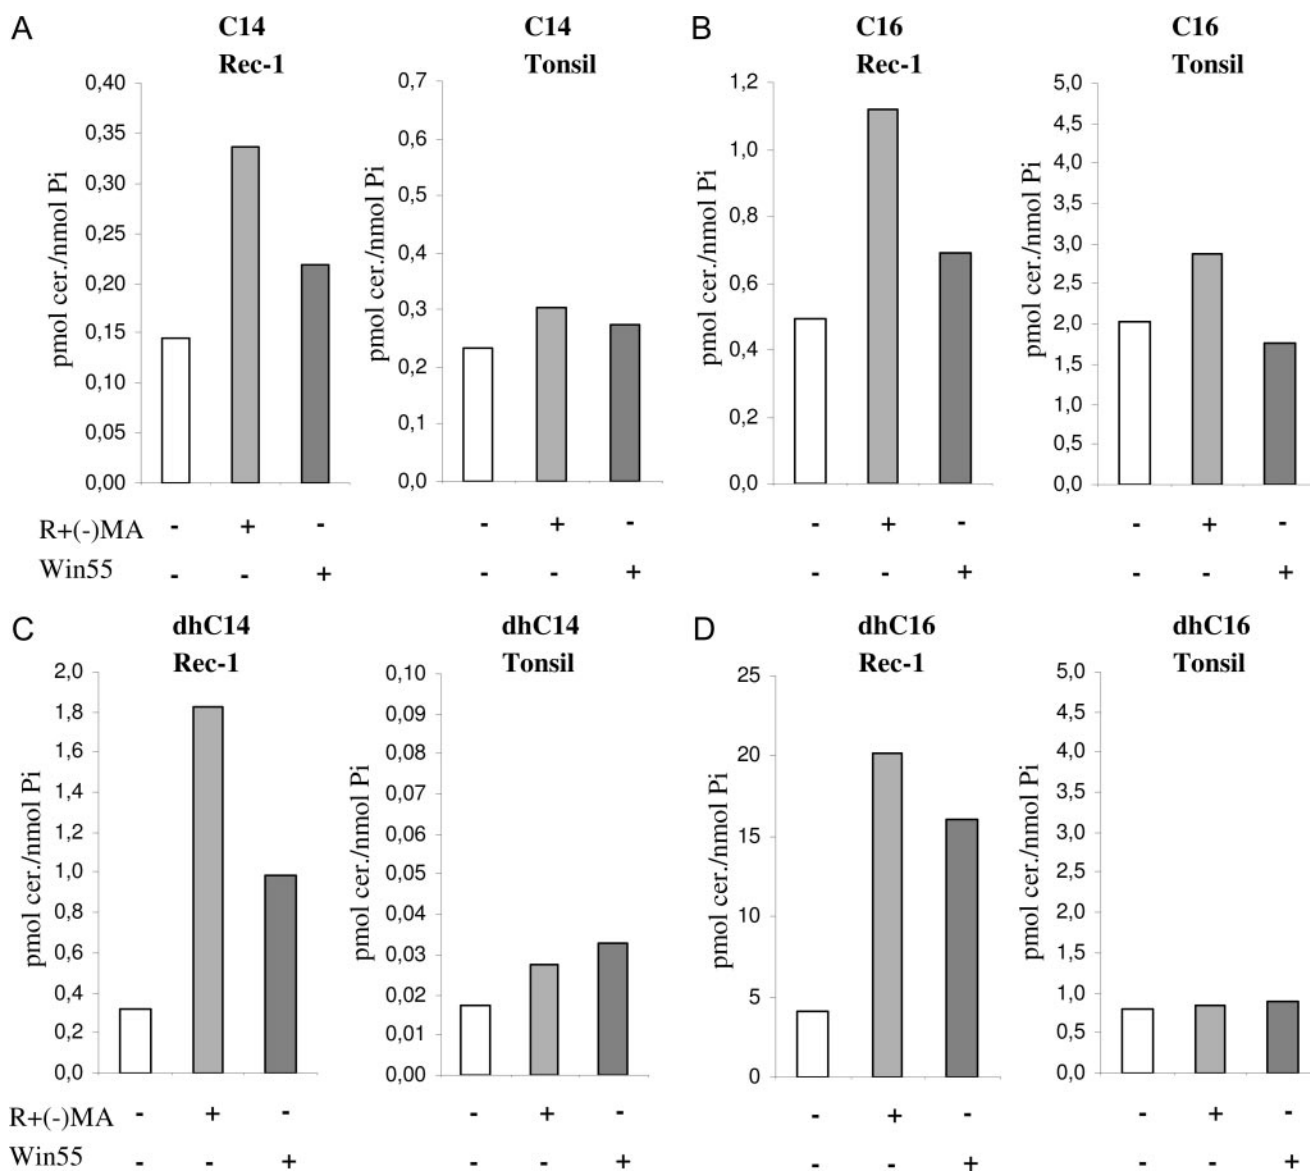 A
C14
Rec-1
pmol cer./nmol Pi
0,40
0,35
0,30
0,25
0,20
0,15
0,10
0,05
0,00
C14
Tonsil
pmol cer./nmol Pi
0,7
0,6
0,5
0,4
0,3
0,2
0,1
0,0
B
C16
Rec-1
pmol cer./nmol Pi
1,2
1,0
0,8
0,6
0,4
0,2
0,0
C16
Tonsil
pmol cer./nmol Pi
5,0
4,5
4,0
3,5
3,0
2,5
2,0
1,5
1,0
0,5
0,0
R+(-)MA - + - - + - - + - - + -
Win55 - - + - - + - - + - - +
C
dhC14
Rec-1
pmol cer./nmol Pi
2,0
1,8
1,6
1,4
1,2
1,0
0,8
0,6
0,4
0,2
0,0
dhC14
Tonsil
pmol cer./nmol Pi
0,10
0,09
0,08
0,07
0,06
0,05
0,04
0,03
0,02
0,01
0,00
D
dhC16
Rec-1
pmol cer./nmol Pi
25
20
15
10
5
0
dhC16
Tonsil
pmol cer./nmol Pi
5,0
4,5
4,0
3,5
3,0
2,5
2,0
1,5
1,0
0,5
0,0
R+(-)MA - + - - + - - + - - + -
Win55 - - + - - + - - + - - +